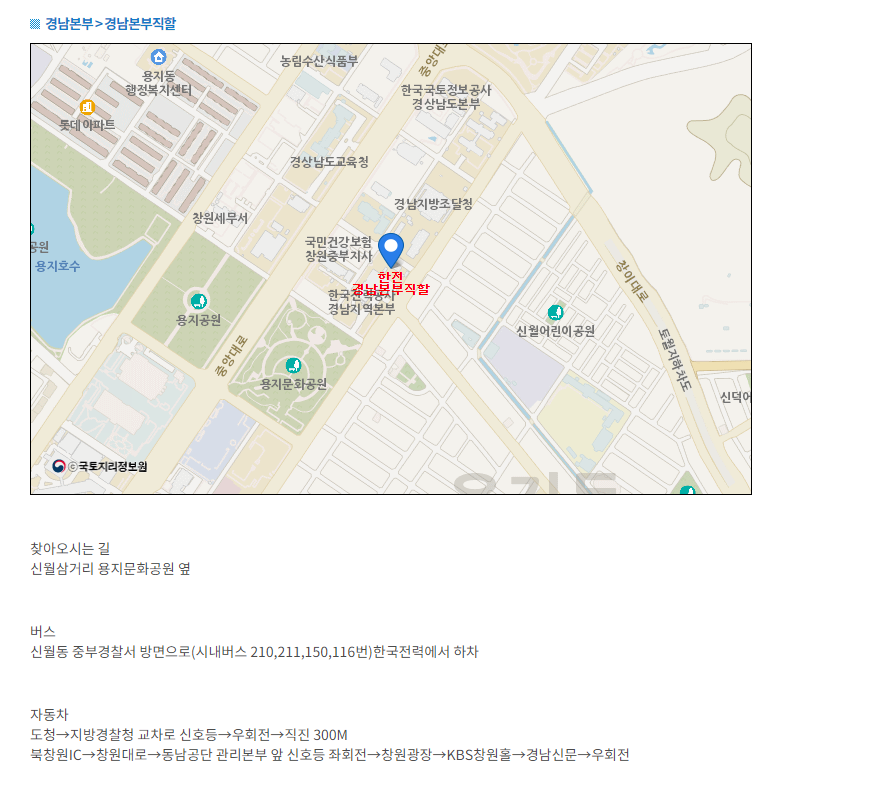 경남본부>경남본부직할
농림수산식품부
중앙대로
용지동
행정복지센터
한국국토정보공사
경상남도본부
롯데아파트
경상남도교육청
경남지방조달청
창원세무서
공원
국민건강보험
창원중부지사
용지호수
창이대로
한전
경남본부직할
한국전력공사
경남지역본부
용지공원
신월어린이공원
중앙대로
토월지하차도
용지문화공원
신덕어
ⓒ국토지리정보원
찾아오시는 길
신월삼거리 용지문화공원 옆
버스
신월동 중부경찰서 방면으로(시내버스 210,211,150,116번)한국전력에서 하차
자동차
도청→지방경찰청 교차로 신호등→우회전→직진 300M
북창원IC→창원대로→동남공단 관리본부 앞 신호등 좌회전→창원광장→KBS창원홀→경남신문→우회전